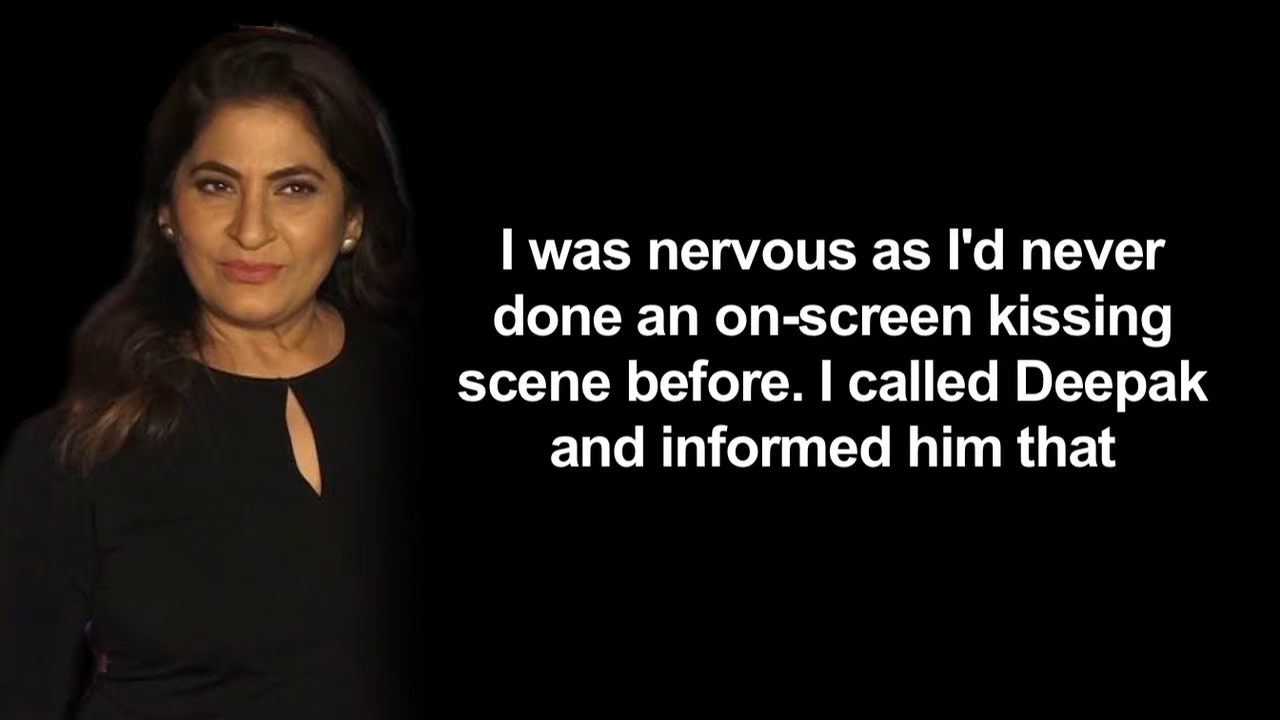 I was nervous as I'd never
done an on-screen kissing
scene before. I called Deepak
and informed him that